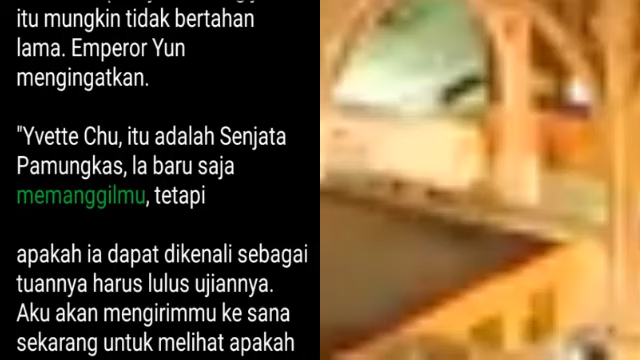 itu mungkin tidak bertahan
lama. Emperor Yun
mengingatkan.
"Yvette Chu, itu adalah Senjata
Pamungkas, Ia baru saja
memanggilmu, tetapi
apakah ia dapat dikenali sebagai
tuannya harus lulus ujiannya.
Aku akan mengirimmu ke sana
sekarang untuk melihat apakah